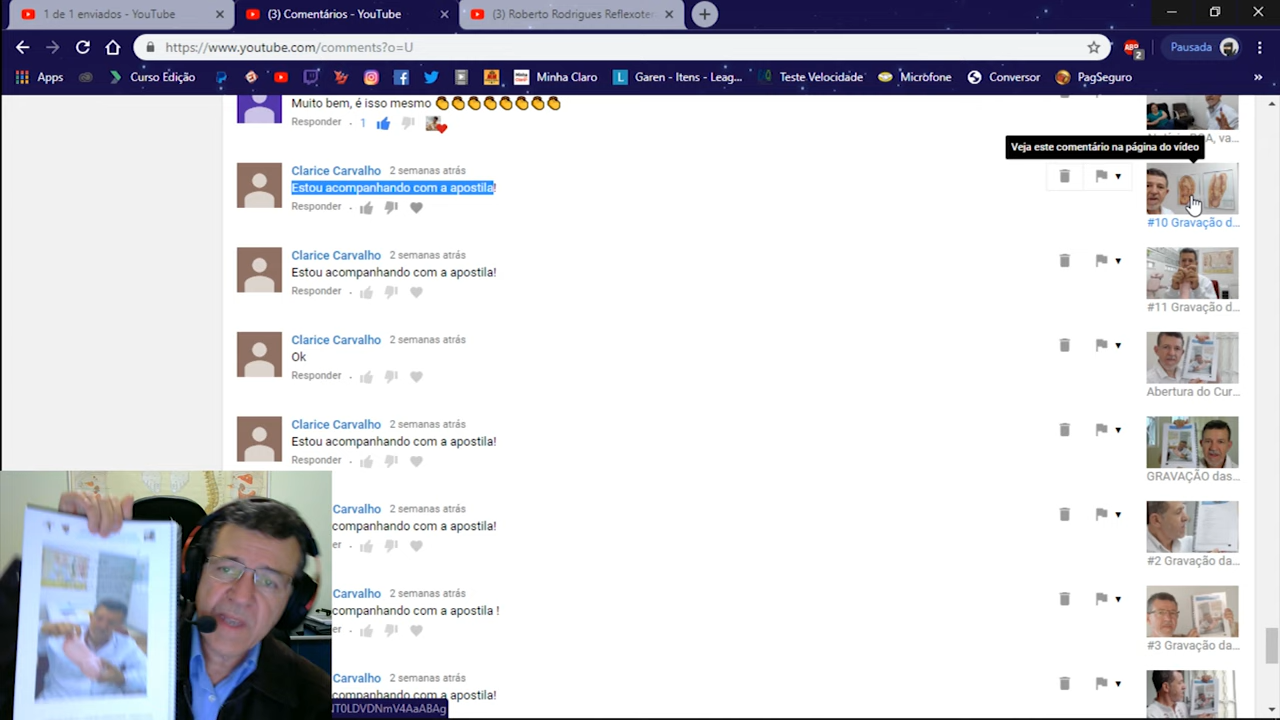 1 de 1 enviados - YouTube
(3) Comentários - YouTube
(3) Roberto Rodrigues Reflexote
https://www.youtube.com/comments?o=U
ABP
2
Pausada
Apps
Curso Edição
Minha Claro
L Garen - Itens - Leag...
Teste Velocidade
Microfone
Conversor
PagSeguro
»
Muito bem, é isso mesmo 👏👏👏👏👏👏👏👏
Responder
1
Veja este comentário na página do vídeo
Clarice Carvalho 2 semanas atrás
Estou acompanhando com a apostila!
Responder
#10 Gravação d...
Clarice Carvalho 2 semanas atrás
Estou acompanhando com a apostila!
Responder
#11 Gravação d...
Clarice Carvalho 2 semanas atrás
Ok
Responder
Abertura do Cur...
Clarice Carvalho 2 semanas atrás
Estou acompanhando com a apostila!
Responder
GRAVAÇÃO das...
Carvalho 2 semanas atrás
companhando com a apostila!
er
#2 Gravação da...
Carvalho 2 semanas atrás
companhando com a apostila !
er
#3 Gravação da...
Carvalho 2 semanas atrás
companhando com a apostila!